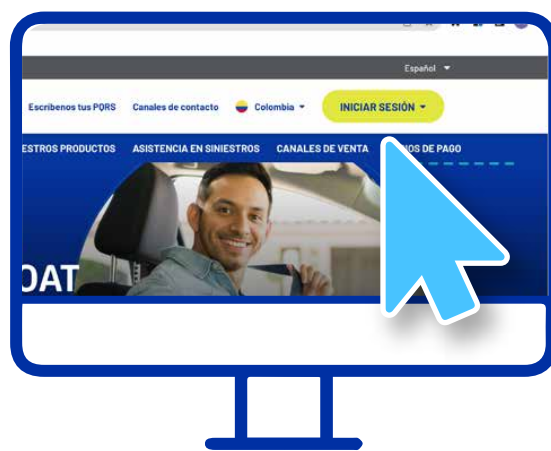 Español
Escríbenos tus PQRS Canales de contacto Colombia INICIAR SESIÓN
ESTROS PRODUCTOS ASISTENCIA EN SINIESTROS CANALES DE VENTA IOS DE PAGO
OAT